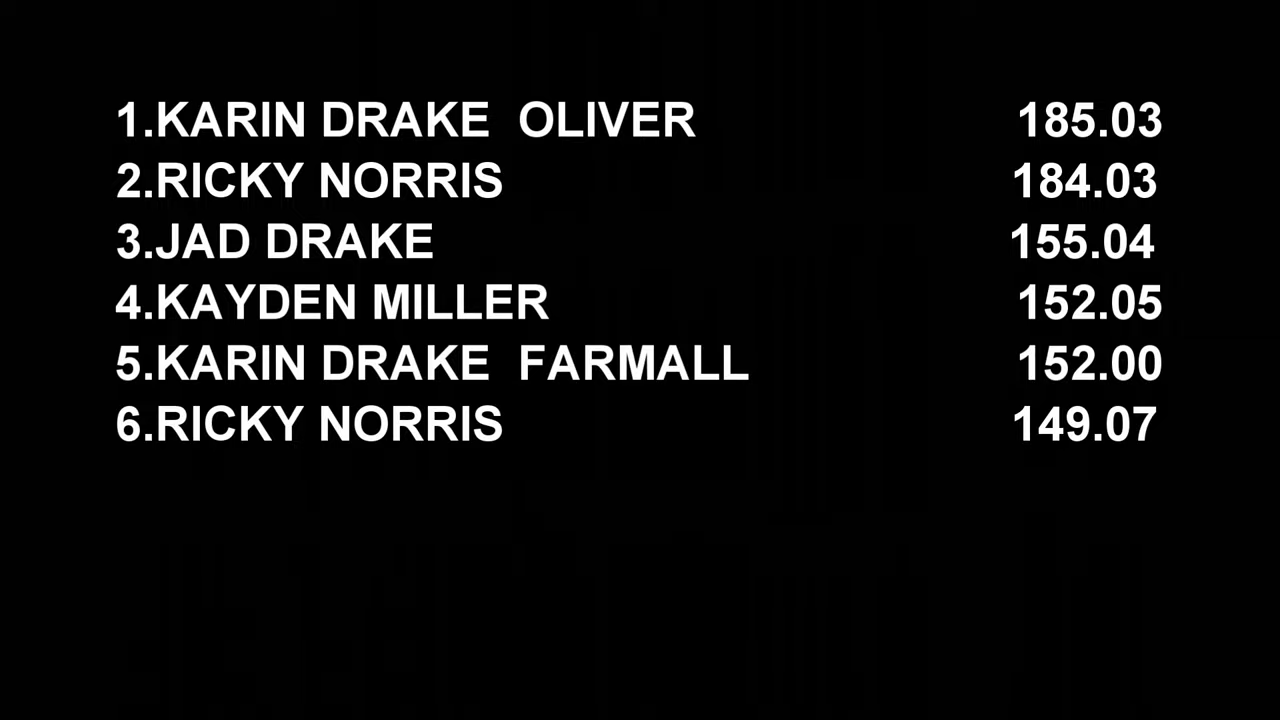 1.KARIN DRAKE  OLIVER 185.03
2.RICKY NORRIS 184.03
3.JAD DRAKE 155.04
4.KAYDEN MILLER 152.05
5.KARIN DRAKE  FARMALL 152.00
6.RICKY NORRIS 149.07